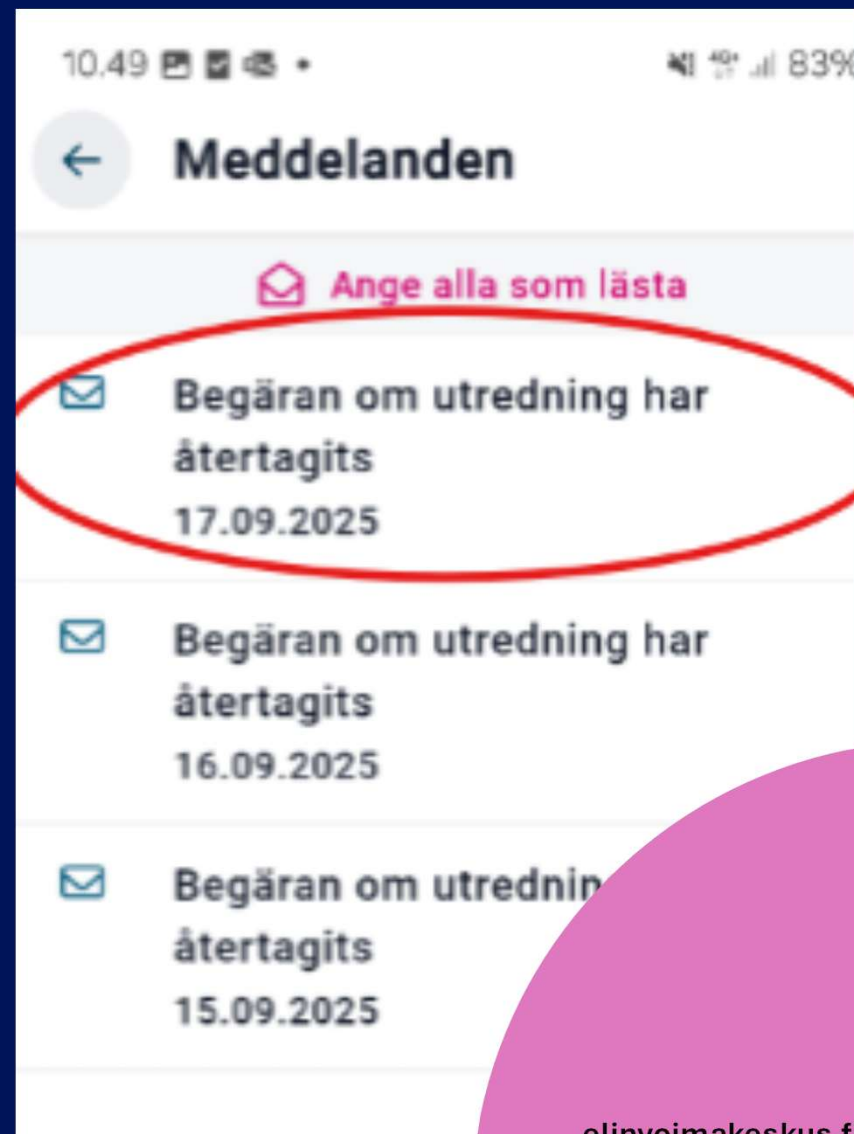 10.49
83%
Meddelanden
Ange alla som lästa
Begäran om utredning har
återtagits
17.09.2025
Begäran om utredning har
återtagits
16.09.2025
Begäran om
återtagits
15.09.2025